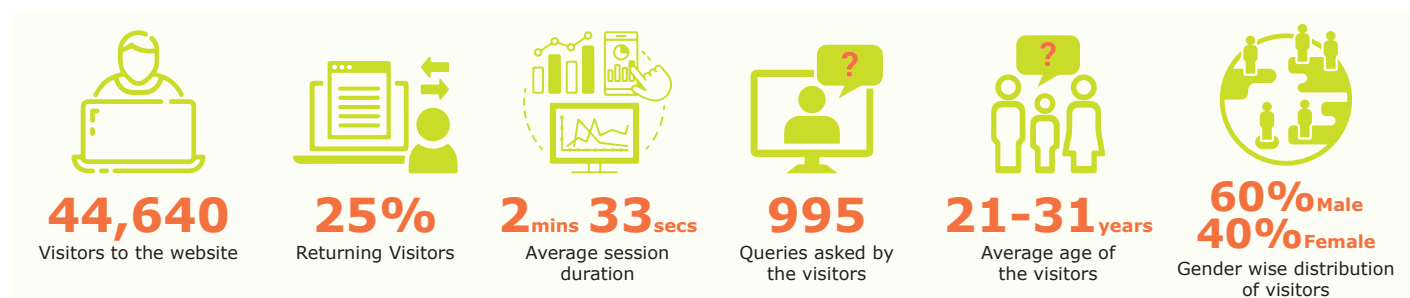 ?
?
44,640
Visitors to the website
25%
Returning Visitors
2mins 33secs
Average session
duration
995
Queries asked by
the visitors
21-31years
Average age of
the visitors
60%Male
40%Female
Gender wise distribution
of visitors